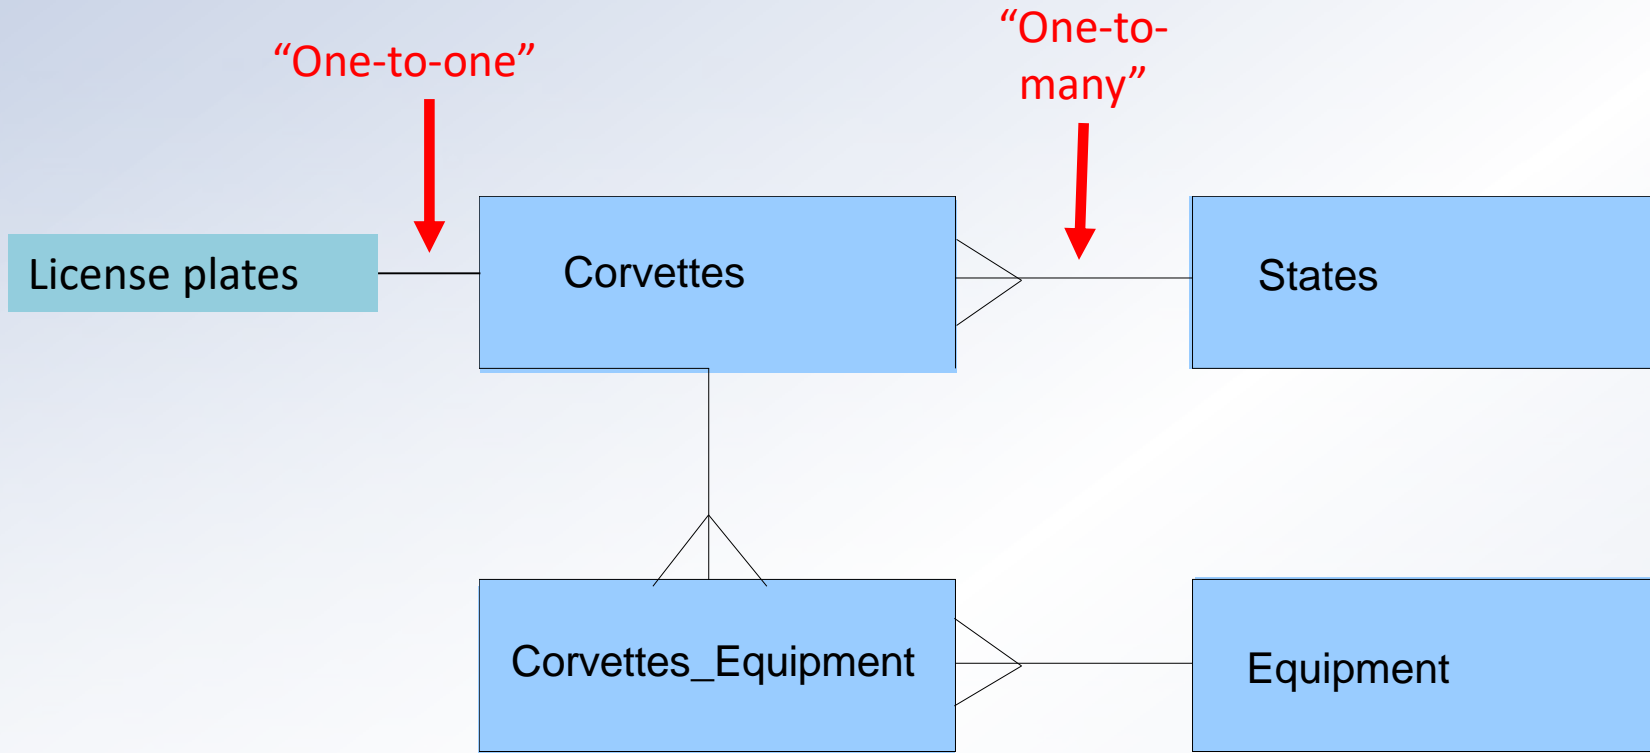 “One-to-one”
“One-to-
many”
License plates
Corvettes
States
Corvettes_Equipment
Equipment